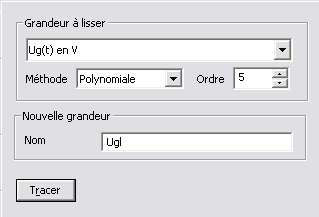 Grandeur à lisser
Ug(t) en V
Méthode Polynomiale Ordre 5
Nouvelle grandeur
Nom Ugl
Tracer